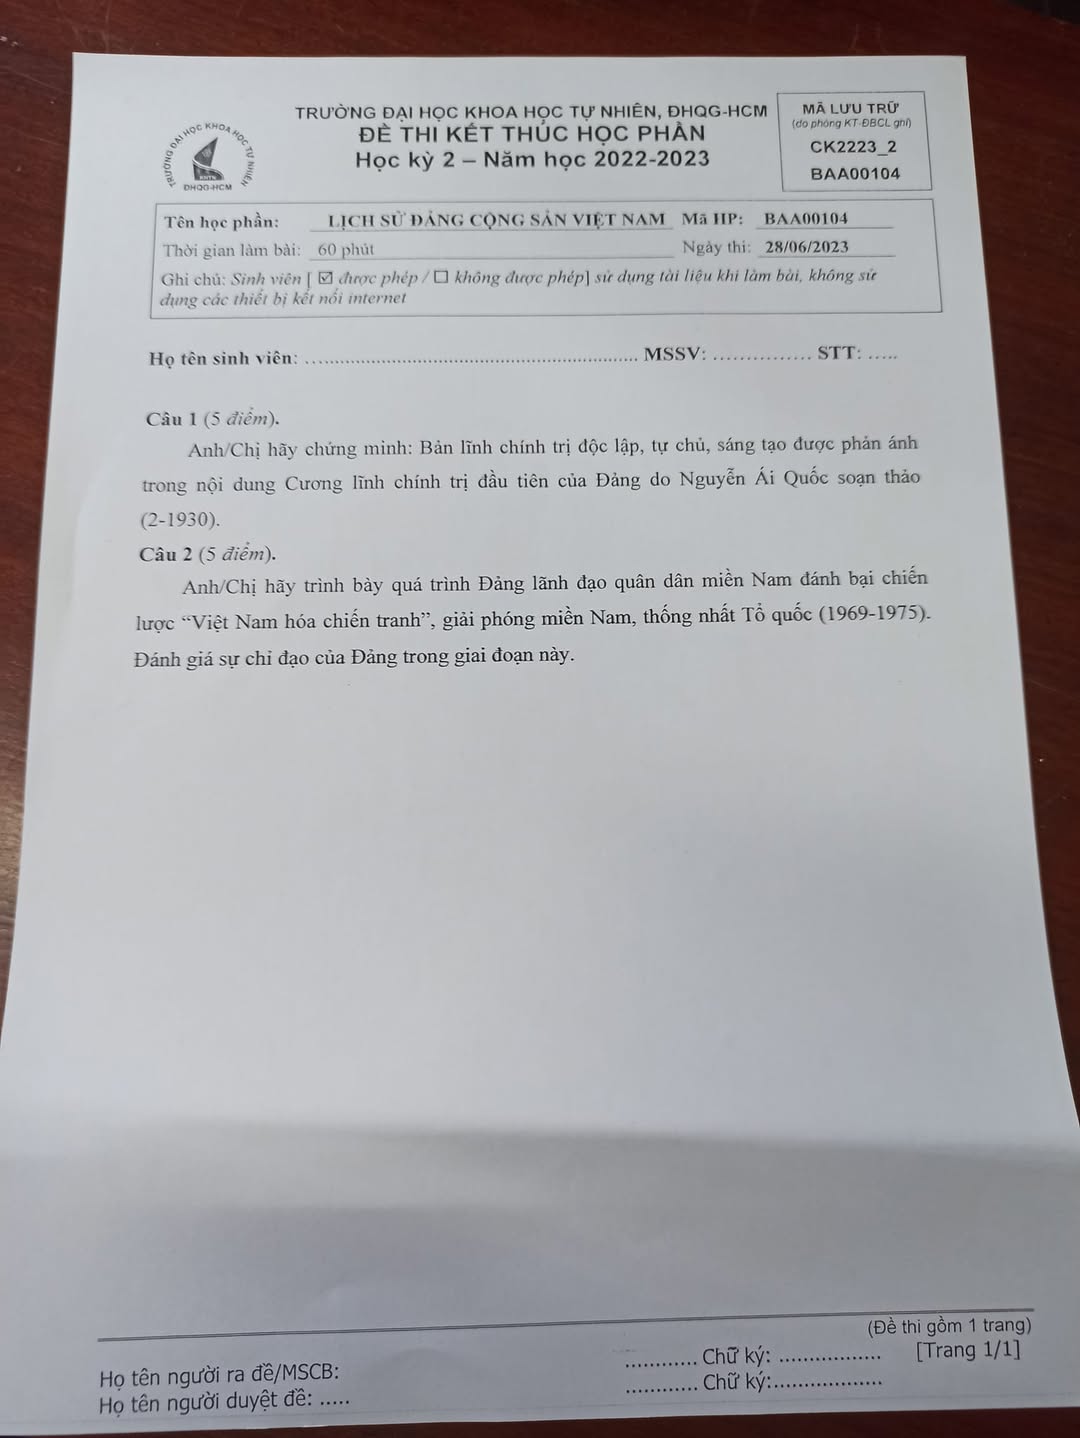 TRƯỜNG ĐẠI HỌC KHOA HỌC TỰ NHIÊN, ĐHQG-HCM
ĐỀ THI KẾT THÚC HỌC PHẦN
Học kỳ 2 – Năm học 2022-2023
MÃ LƯU TRỮ
(do phòng KT-ĐBCL ghi)
CK2223_2
BAA00104
TRƯỜNG ĐẠI HỌC KHOA HỌC TỰ NHIÊN
KHTN
ĐHQG-HCM
Tên học phần: LỊCH SỬ ĐẢNG CỘNG SẢN VIỆT NAM Mã HP: BAA00104
Thời gian làm bài: 60 phút Ngày thi: 28/06/2023
Ghi chú: Sinh viên [ ☑ được phép / ☐ không được phép] sử dụng tài liệu khi làm bài, không sử
dụng các thiết bị kết nối internet
Họ tên sinh viên: ........................................................... MSSV: ............... STT: .....
Câu 1 (5 điểm).
Anh/Chị hãy chứng minh: Bản lĩnh chính trị độc lập, tự chủ, sáng tạo được phản ánh
trong nội dung Cương lĩnh chính trị đầu tiên của Đảng do Nguyễn Ái Quốc soạn thảo
(2-1930).
Câu 2 (5 điểm).
Anh/Chị hãy trình bày quá trình Đảng lãnh đạo quân dân miền Nam đánh bại chiến
lược “Việt Nam hóa chiến tranh”, giải phóng miền Nam, thống nhất Tổ quốc (1969-1975).
Đánh giá sự chỉ đạo của Đảng trong giai đoạn này.
(Đề thi gồm 1 trang)
Họ tên người ra đề/MSCB: ............ Chữ ký: ................. [Trang 1/1]
Họ tên người duyệt đề: ..... ............ Chữ ký:..................